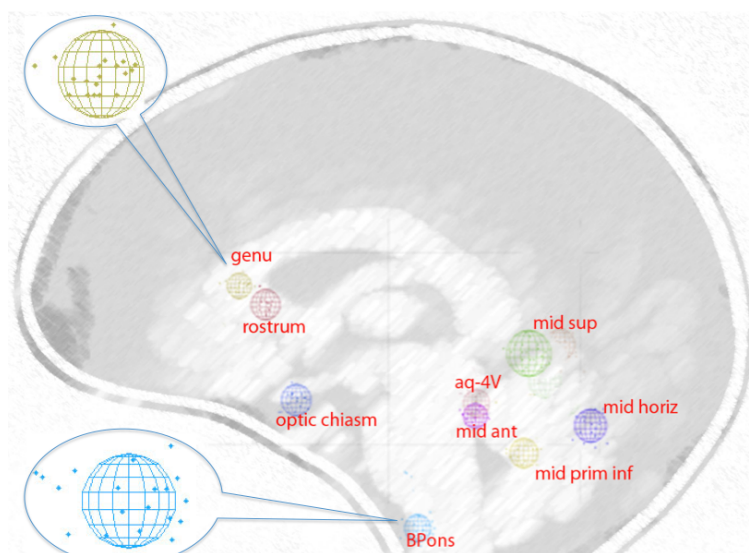 genu
rostrum
mid sup
aq-4V
optic chiasm
mid ant
mid horiz
mid prim inf
BPons